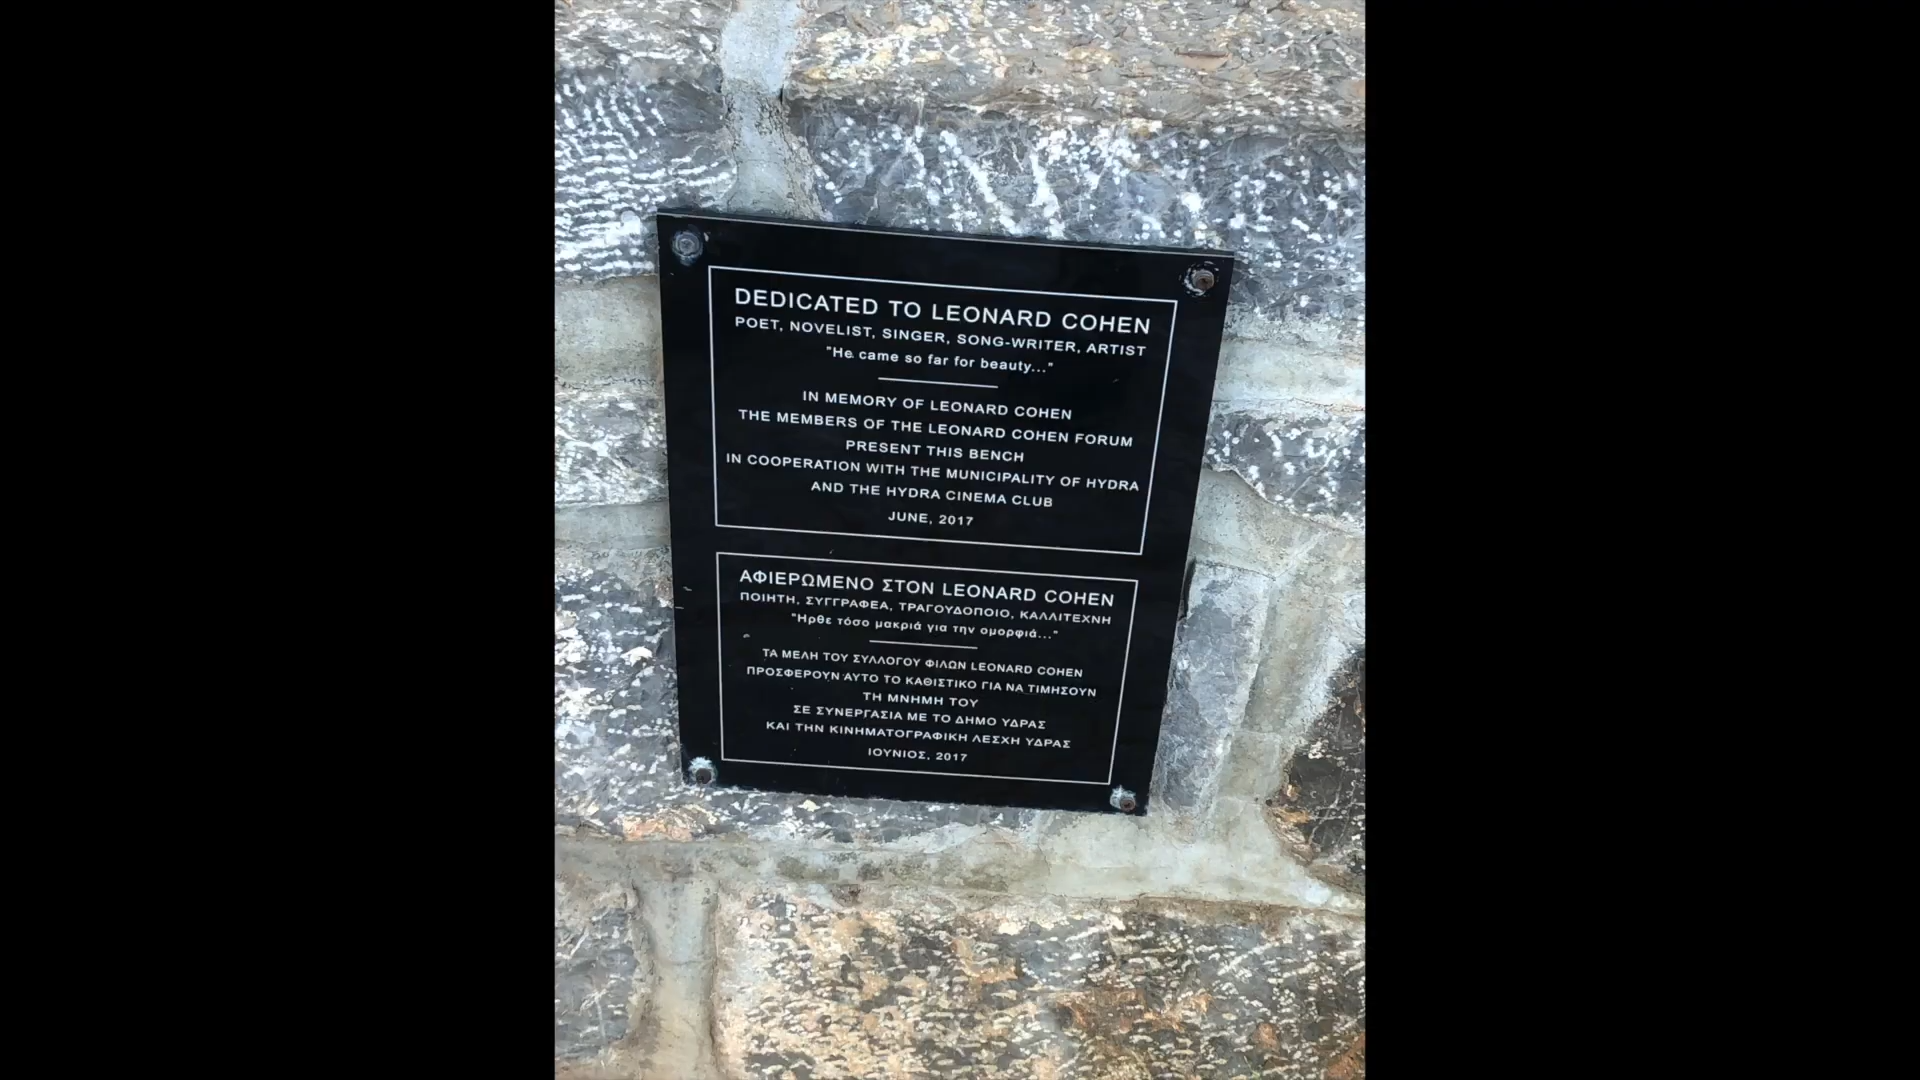 DEDICATED TO LEONARD COHEN
POET, NOVELIST, SINGER, SONG-WRITER, ARTIST
"He came so far for beauty..."
IN MEMORY OF LEONARD COHEN
THE MEMBERS OF THE LEONARD COHEN FORUM
PRESENT THIS BENCH
IN COOPERATION WITH THE MUNICIPALITY OF HYDRA
AND THE HYDRA CINEMA CLUB
JUNE, 2017
ΑΦΙΕΡΩΜΕΝΟ ΣΤΟΝ LEONARD COHEN
ΠΟΙΗΤΗ, ΣΥΓΓΡΑΦΕΑ, ΤΡΑΓΟΥΔΟΠΟΙΟ, ΚΑΛΛΙΤΕΧΝΗ
"Ηρθε τόσο μακριά για την ομορφιά..."
ΤΑ ΜΕΛΗ ΤΟΥ ΣΥΛΛΟΓΟΥ ΦΙΛΩΝ LEONARD COHEN
ΠΡΟΣΦΕΡΟΥΝ ΑΥΤΟ ΤΟ ΚΑΘΙΣΤΙΚΟ ΓΙΑ ΝΑ ΤΙΜΗΣΟΥΝ
ΤΗ ΜΝΗΜΗ ΤΟΥ
ΣΕ ΣΥΝΕΡΓΑΣΙΑ ΜΕ ΤΟ ΔΗΜΟ ΥΔΡΑΣ
ΚΑΙ ΤΗΝ ΚΙΝΗΜΑΤΟΓΡΑΦΙΚΗ ΛΕΣΧΗ ΥΔΡΑΣ
ΙΟΥΝΙΟΣ, 2017